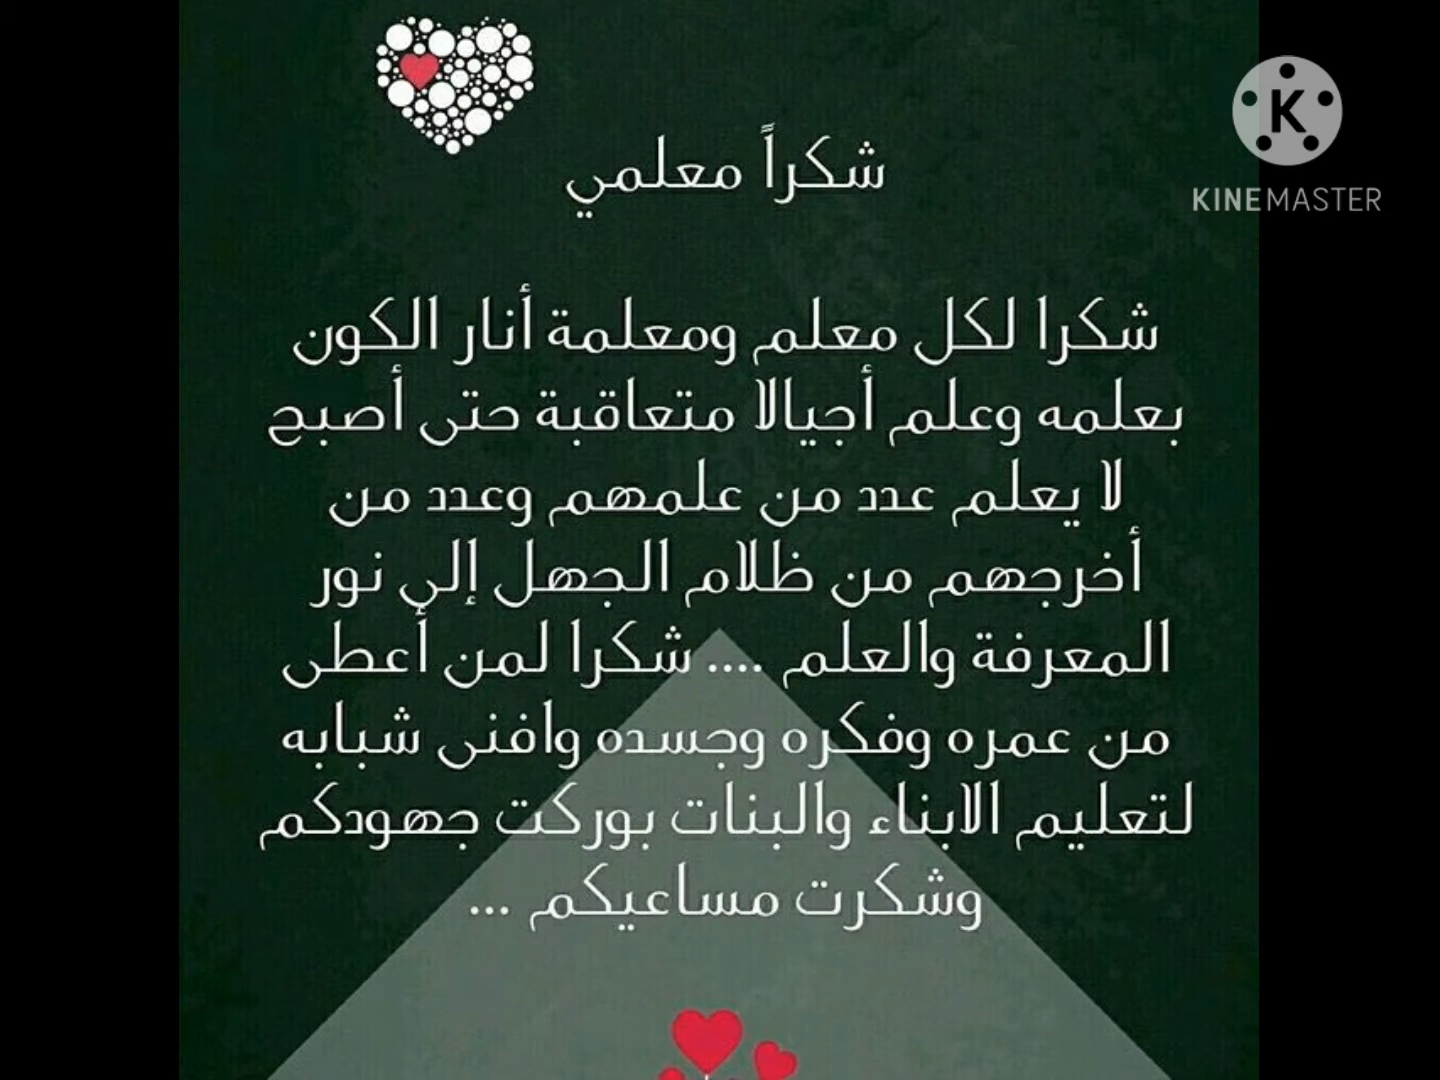 شكراً معلمي
KINEMASTER
شكرا لكل معلم ومعلمة أنار الكون
بعلمه وعلم أجيالا متعاقبة حتى أصبح
لا يعلم عدد من علمهم وعدد من
أخرجهم من ظلام الجهل إلى نور
المعرفة والعلم .... شكرا لمن أعطى
من عمره وفكره وجسده وافنى شبابه
لتعليم الابناء والبنات بوركت جهودكم
وشكرت مساعيكم ...